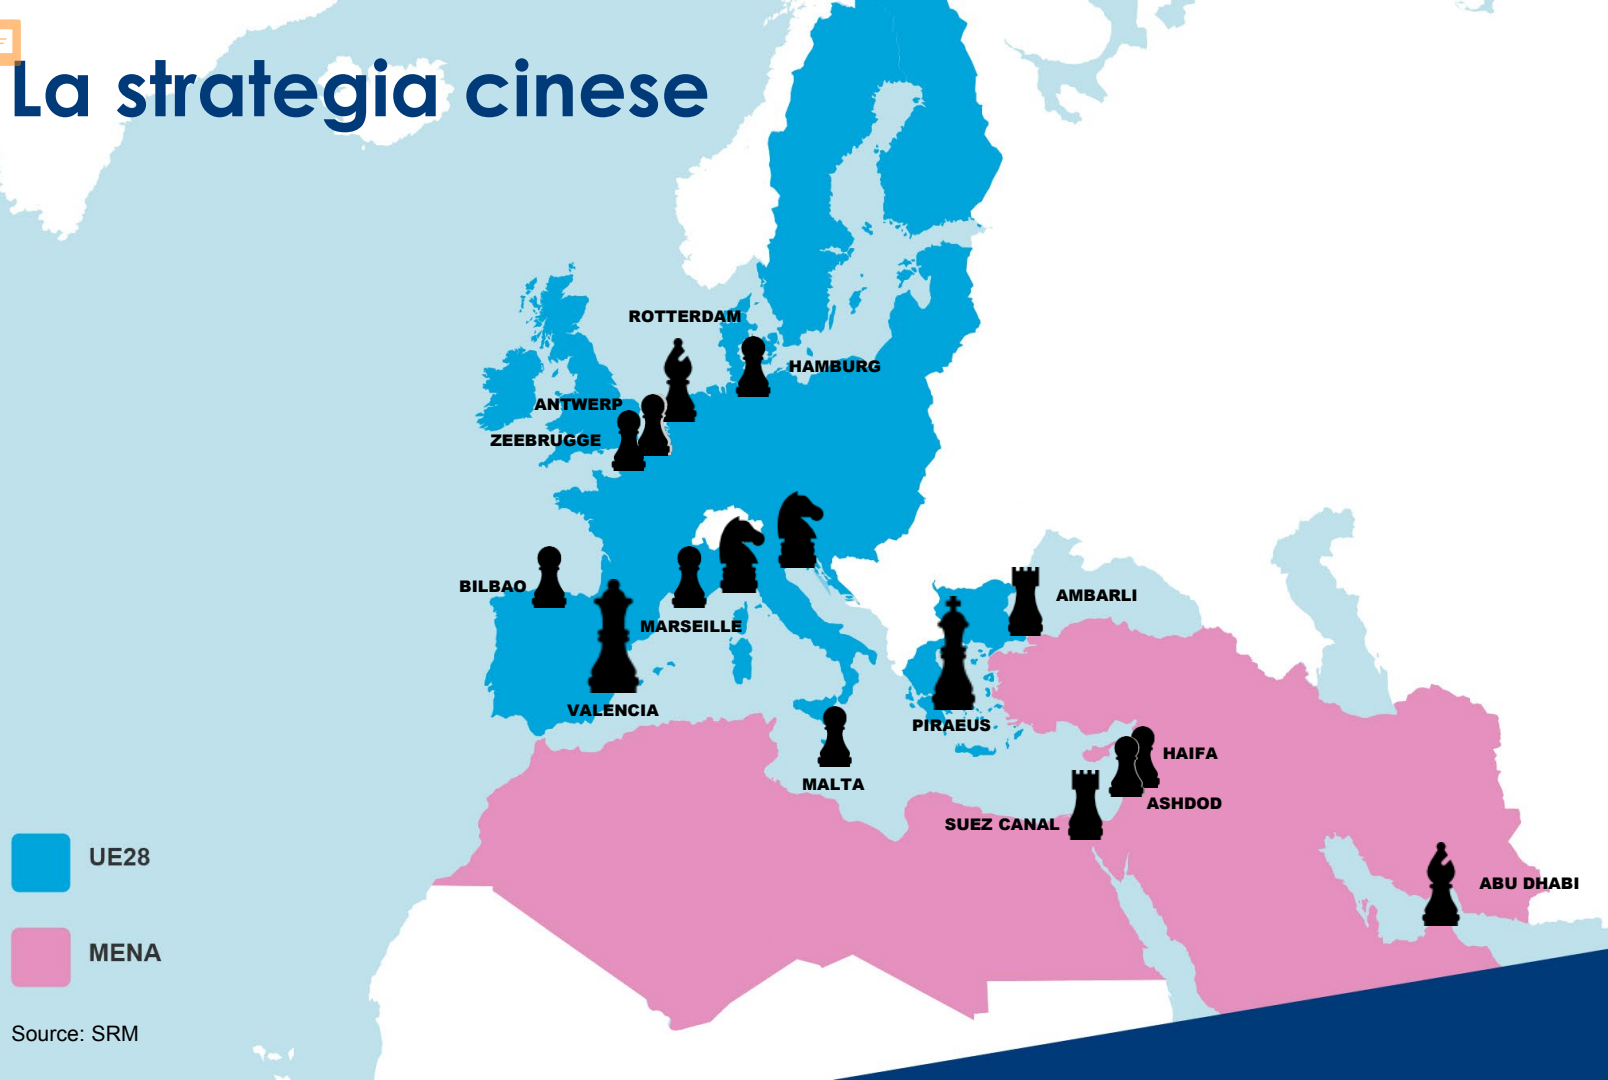 La strategia cinese
ROTTERDAM
HAMBURG
ANTWERP
ZEEBRUGGE
BILBAO
MARSEILLE
AMBARLI
VALENCIA
PIRAEUS
HAIFA
MALTA
ASHDOD
SUEZ CANAL
UE28
ABU DHABI
MENA
Source: SRM